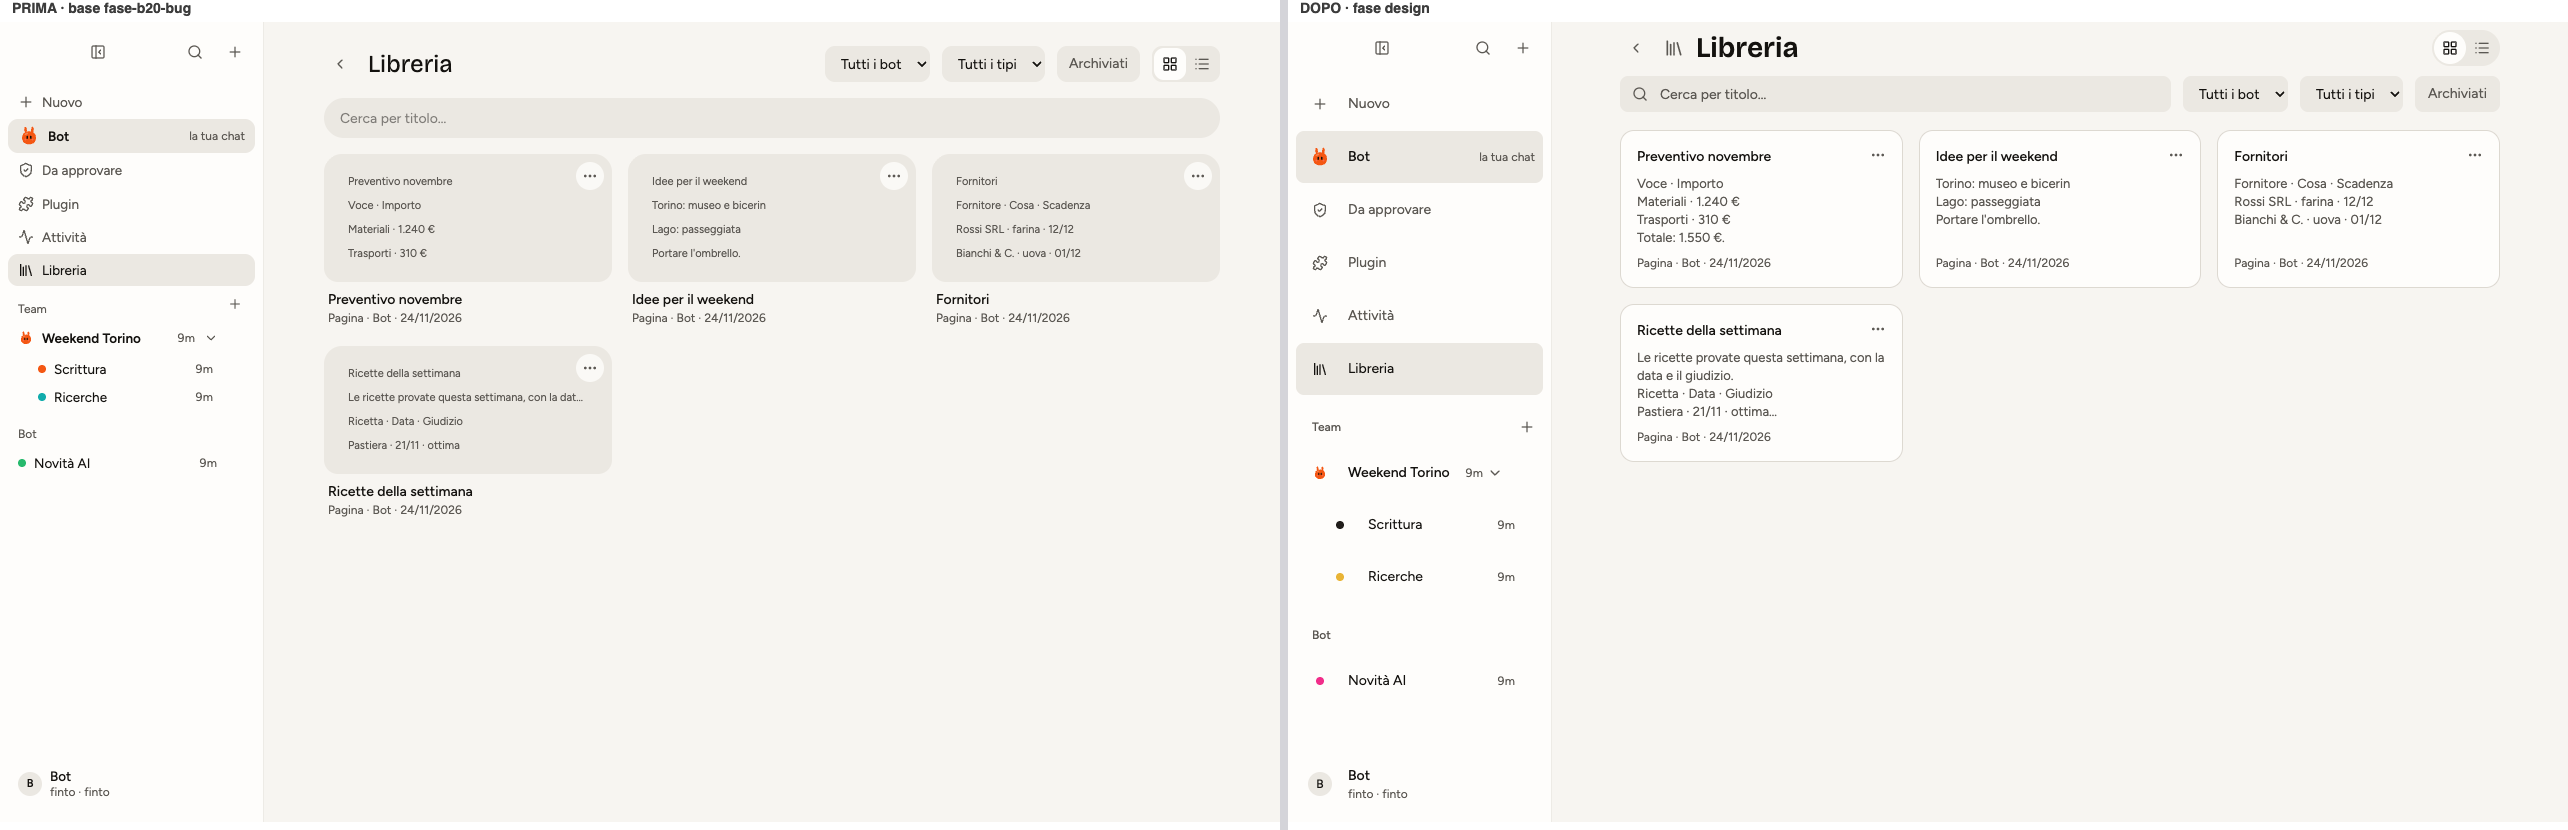 PRIMA · base fase-b20-bug
Nuovo
Bot la tua chat
Da approvare
Plugin
Attività
Libreria
Team
Weekend Torino 9m
Scrittura 9m
Ricerche 9m
Bot
Novità AI 9m
B
Bot
finto · finto
Libreria
Tutti i bot
Tutti i tipi
Archiviati
Cerca per titolo...
Preventivo novembre
Voce · Importo
Materiali · 1.240 €
Trasporti · 310 €
Preventivo novembre
Pagina · Bot · 24/11/2026
Idee per il weekend
Torino: museo e bicerin
Lago: passeggiata
Portare l'ombrello.
Idee per il weekend
Pagina · Bot · 24/11/2026
Fornitori
Fornitore · Cosa · Scadenza
Rossi SRL · farina · 12/12
Bianchi & C. · uova · 01/12
Fornitori
Pagina · Bot · 24/11/2026
Ricette della settimana
Le ricette provate questa settimana, con la dat...
Ricetta · Data · Giudizio
Pastiera · 21/11 · ottima
Ricette della settimana
Pagina · Bot · 24/11/2026
DOPO · fase design
Nuovo
Bot la tua chat
Da approvare
Plugin
Attività
Libreria
Team
Weekend Torino 9m
Scrittura 9m
Ricerche 9m
Bot
Novità AI 9m
B
Bot
finto · finto
Libreria
Cerca per titolo...
Tutti i bot
Tutti i tipi
Archiviati
Preventivo novembre
Voce · Importo
Materiali · 1.240 €
Trasporti · 310 €
Totale: 1.550 €.
Pagina · Bot · 24/11/2026
Idee per il weekend
Torino: museo e bicerin
Lago: passeggiata
Portare l'ombrello.
Pagina · Bot · 24/11/2026
Fornitori
Fornitore · Cosa · Scadenza
Rossi SRL · farina · 12/12
Bianchi & C. · uova · 01/12
Pagina · Bot · 24/11/2026
Ricette della settimana
Le ricette provate questa settimana, con la
data e il giudizio.
Ricetta · Data · Giudizio
Pastiera · 21/11 · ottima...
Pagina · Bot · 24/11/2026